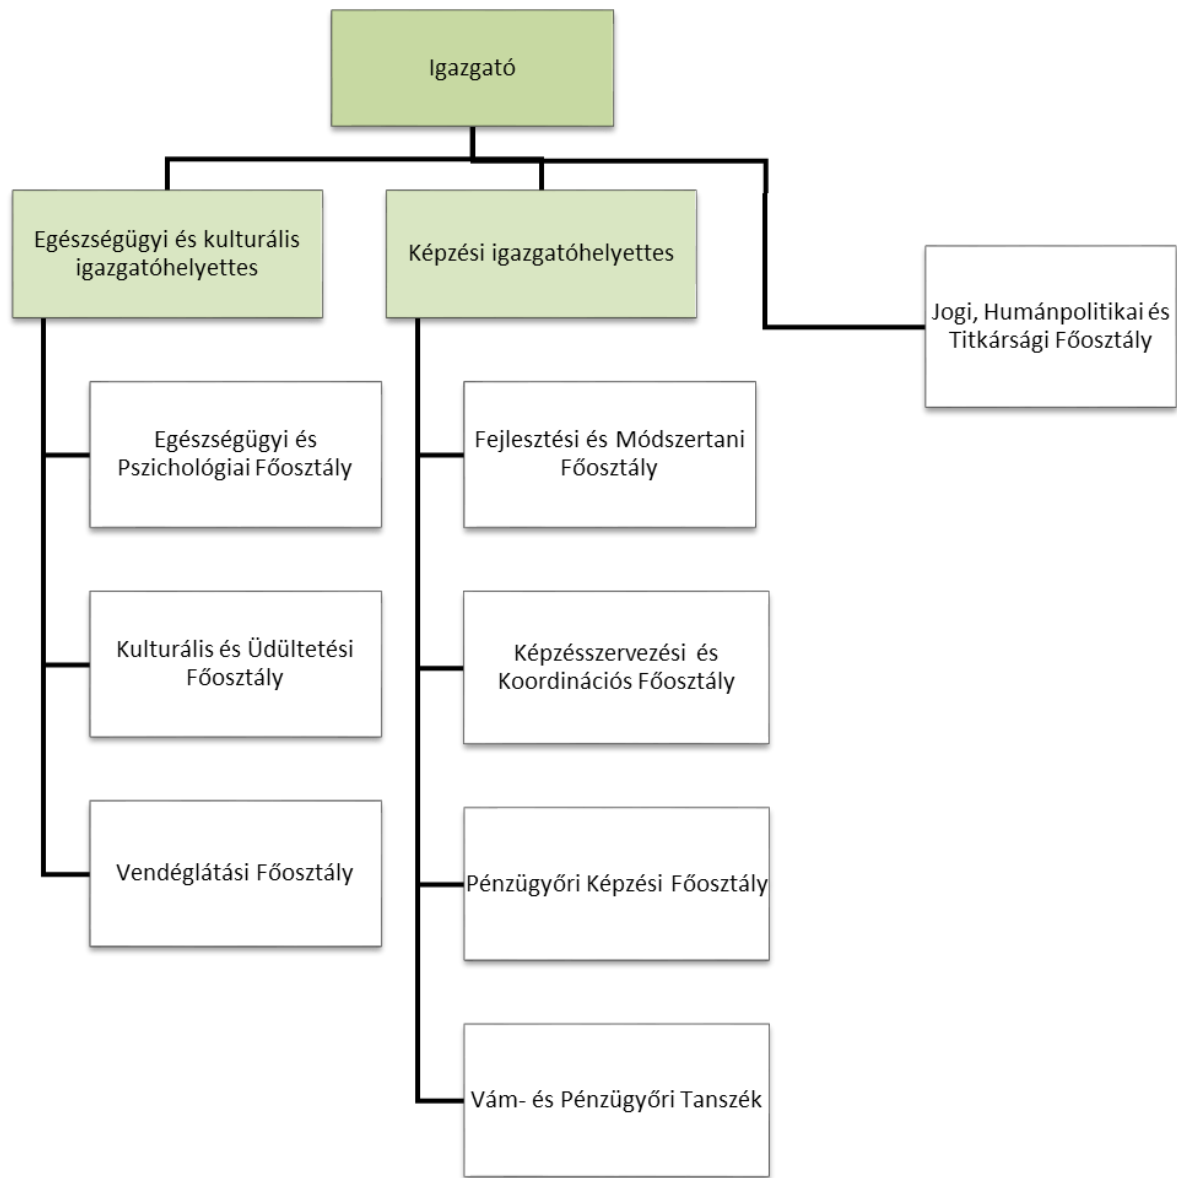 Igazgató
Egészségügyi és kulturális
igazgatóhelyettes
Képzési igazgatóhelyettes
Jogi, Humánpolitikai és
Titkársági Főosztály
Egészségügyi és
Pszichológiai Főosztály
Kulturális és Üdültetési
Főosztály
Vendéglátási Főosztály
Fejlesztési és Módszertani
Főosztály
Képzésszervezési és
Koordinációs Főosztály
Pénzügyőri Képzési Főosztály
Vám- és Pénzügyőri Tanszék